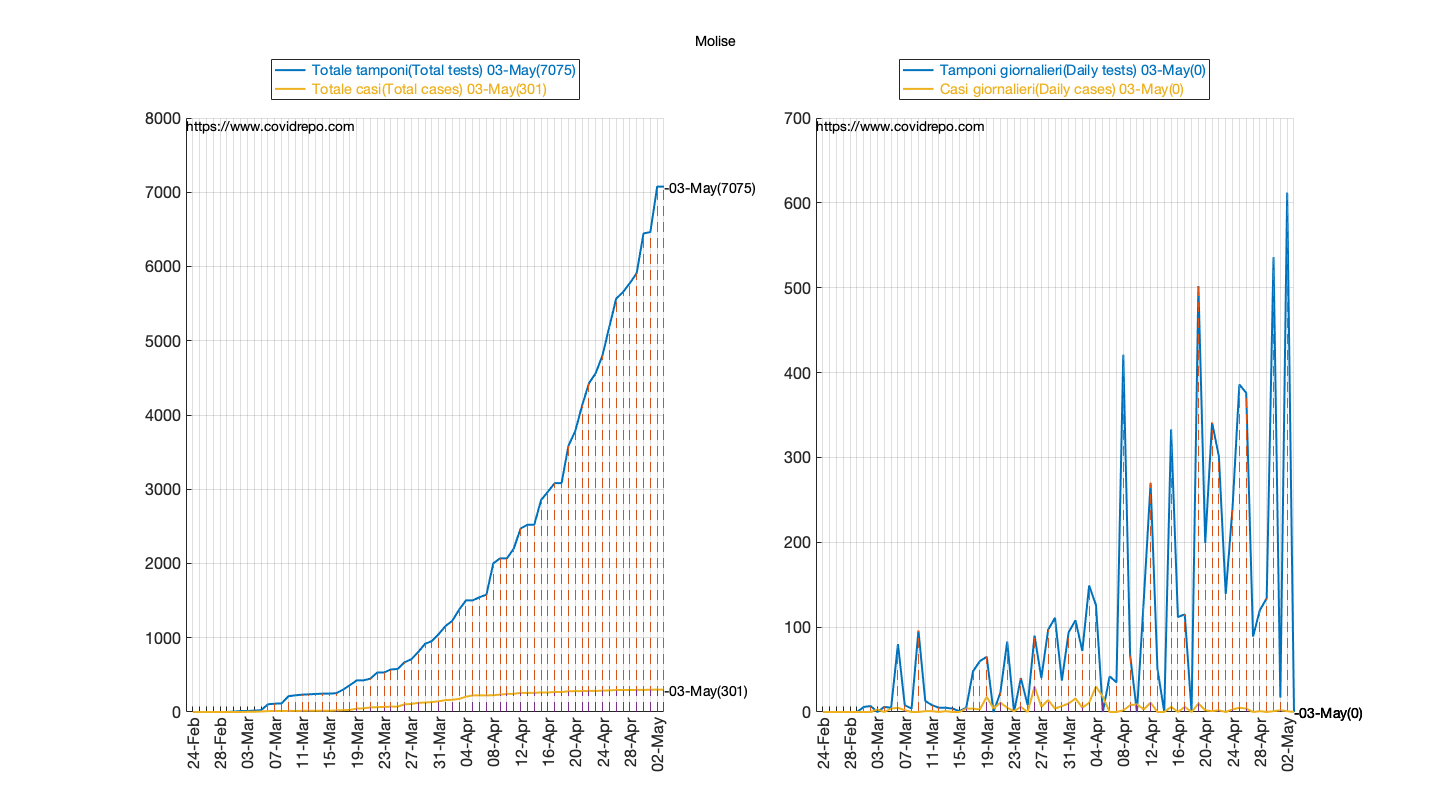 Molise
Totale tamponi(Total tests) 03-May(7075)
Totale casi(Total cases) 03-May(301)
8000
7000
6000
5000
4000
3000
2000
1000
0
https://www.covidrepo.com
-03-May(7075)
-03-May(301)
24-Feb
28-Feb
03-Mar
07-Mar
11-Mar
15-Mar
19-Mar
23-Mar
27-Mar
31-Mar
04-Apr
08-Apr
12-Apr
16-Apr
20-Apr
24-Apr
28-Apr
02-May
Tamponi giornalieri(Daily tests) 03-May(0)
Casi giornalieri(Daily cases) 03-May(0)
700
600
500
400
300
200
100
0
https://www.covidrepo.com
-03-May(0)
24-Feb
28-Feb
03-Mar
07-Mar
11-Mar
15-Mar
19-Mar
23-Mar
27-Mar
31-Mar
04-Apr
08-Apr
12-Apr
16-Apr
20-Apr
24-Apr
28-Apr
02-May